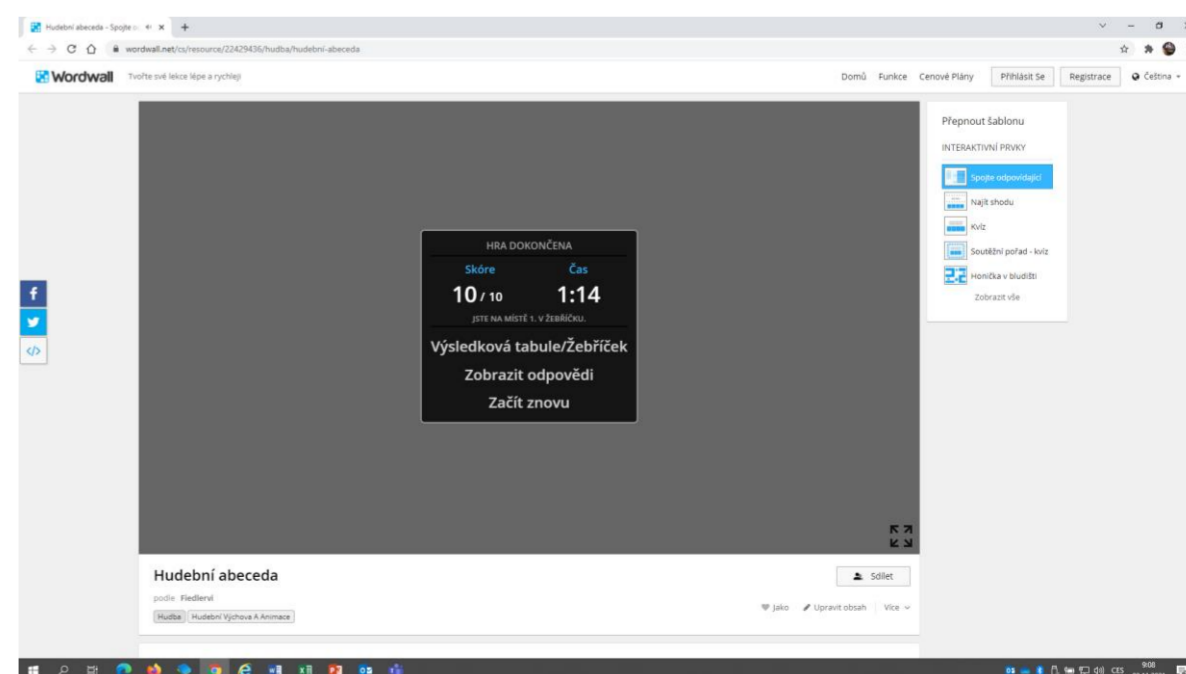 Hudební abeceda - Spojte
wordwall.net/cs/resource/22429436/hudba/hudební-abeceda
Wordwall Tvořte své lekce lépe a rychleji Domů Funkce Cenové Plány Přihlásit Se Registrace Čeština
Přepnout šablonu
INTERAKTIVNÍ PRVKY
Spojte odpovídající
Najít shodu
Kvíz
Soutěžní pořad - kvíz
Honička v bludišti
Zobrazit vše
HRA DOKONČENA
Skóre Čas
10 / 10 1:14
JSTE NA MÍSTĚ 1. V ŽEBŘÍČKU.
Výsledková tabule/Žebříček
Zobrazit odpovědi
Začít znovu
Hudební abeceda
Sdílet
podle Fiedlervl
Hudba Hudební Výchova A Animace
Jako Upravit obsah Více
CES 9:08